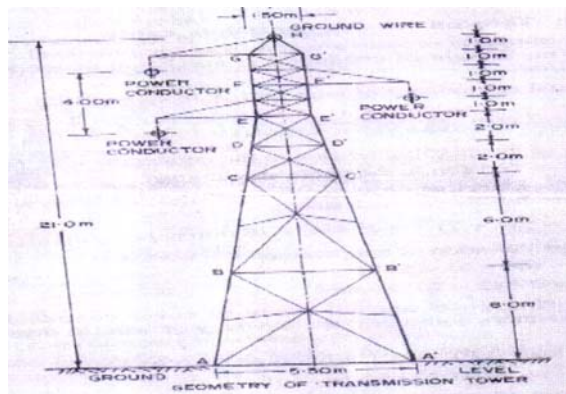 1.50m
GROUND WIRE
H
1.0m
G G'
1.0m
1.0m
POWER
CONDUCTOR
F'
1.0m
4.00m
POWER
CONDUCTOR
1.0m
E E'
2.0m
POWER
CONDUCTOR
D D'
2.0m
C C'
21.0m
6.0m
B B'
6.0m
A A'
GROUND
5.50m
LEVEL
GEOMETRY OF TRANSMISSION TOWER